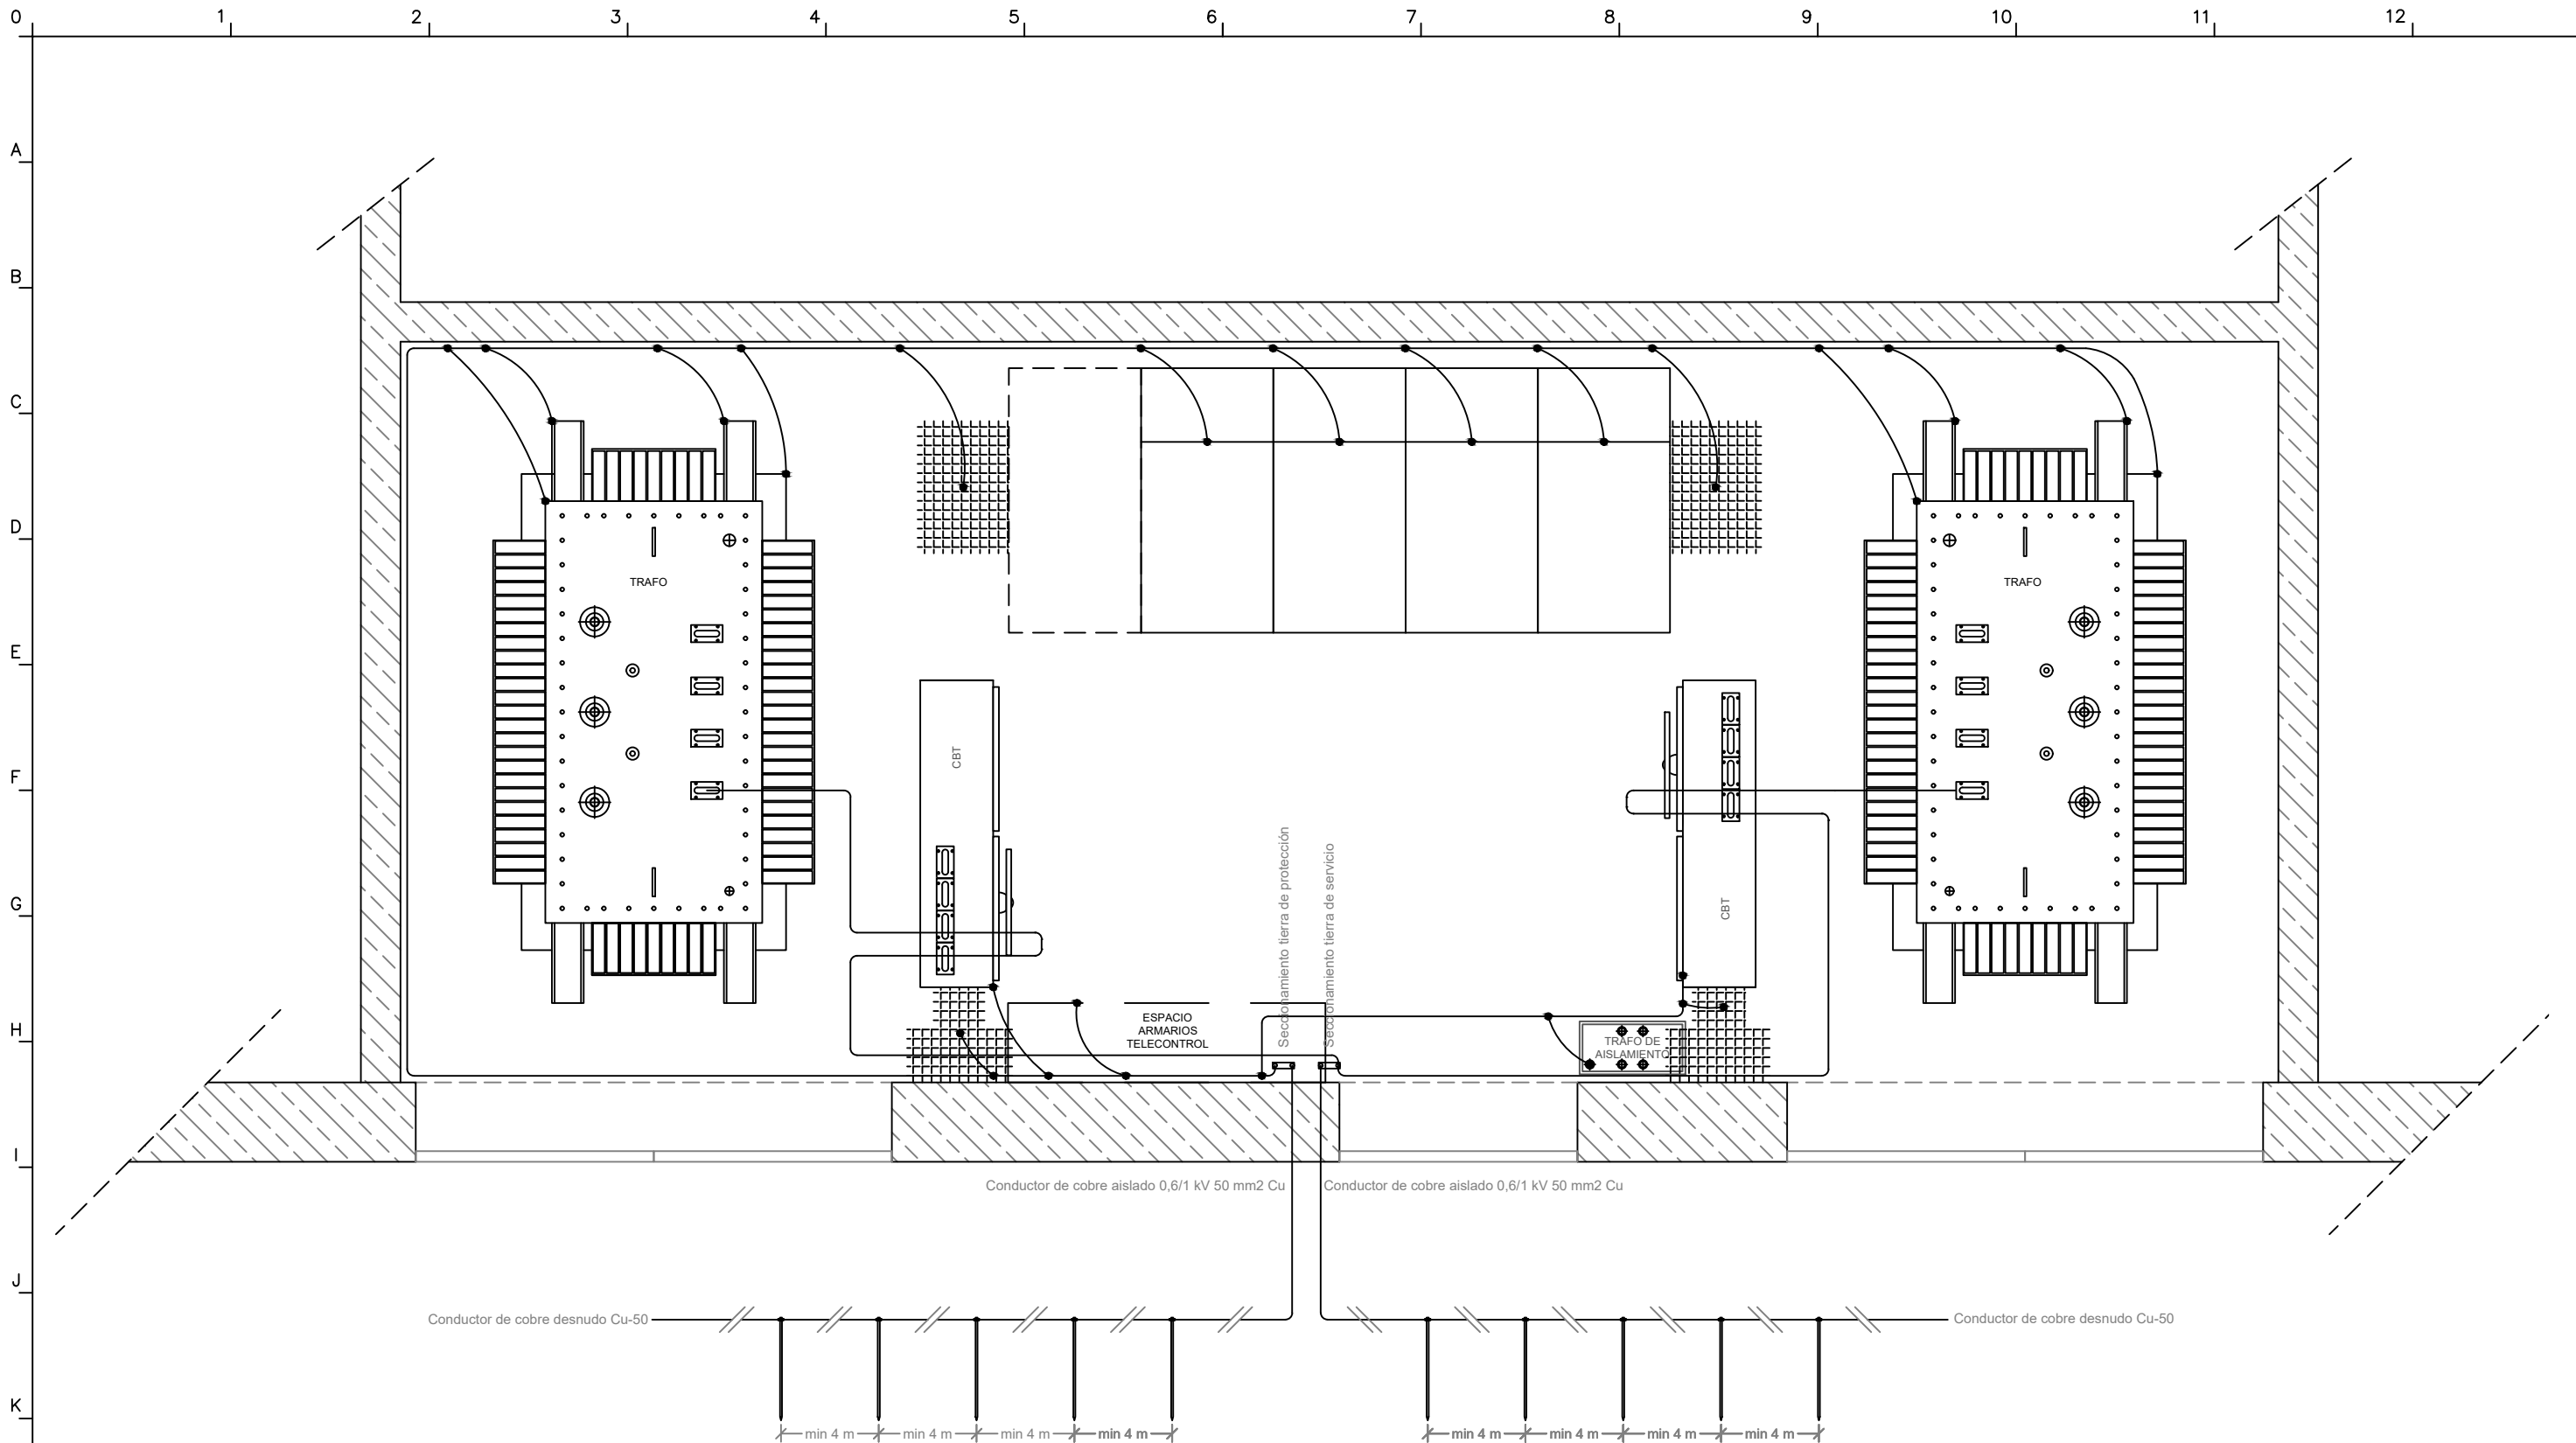 0 1 2 3 4 5 6 7 8 9 10 11 12
A
B
C
D
TRAFO TRAFO
E
F
CBT
G
CBT
Seccionamiento tierra de protección
Seccionamiento tierra de servicio
H
ESPACIO
ARMARIOS
TELECONTROL
TRAFO DE
AISLAMIENTO
I
Conductor de cobre aislado 0,6/1 kV 50 mm2 Cu
Conductor de cobre aislado 0,6/1 kV 50 mm2 Cu
J
Conductor de cobre desnudo Cu-50
Conductor de cobre desnudo Cu-50
K
min 4 m min 4 m min 4 m min 4 m
min 4 m min 4 m min 4 m min 4 m